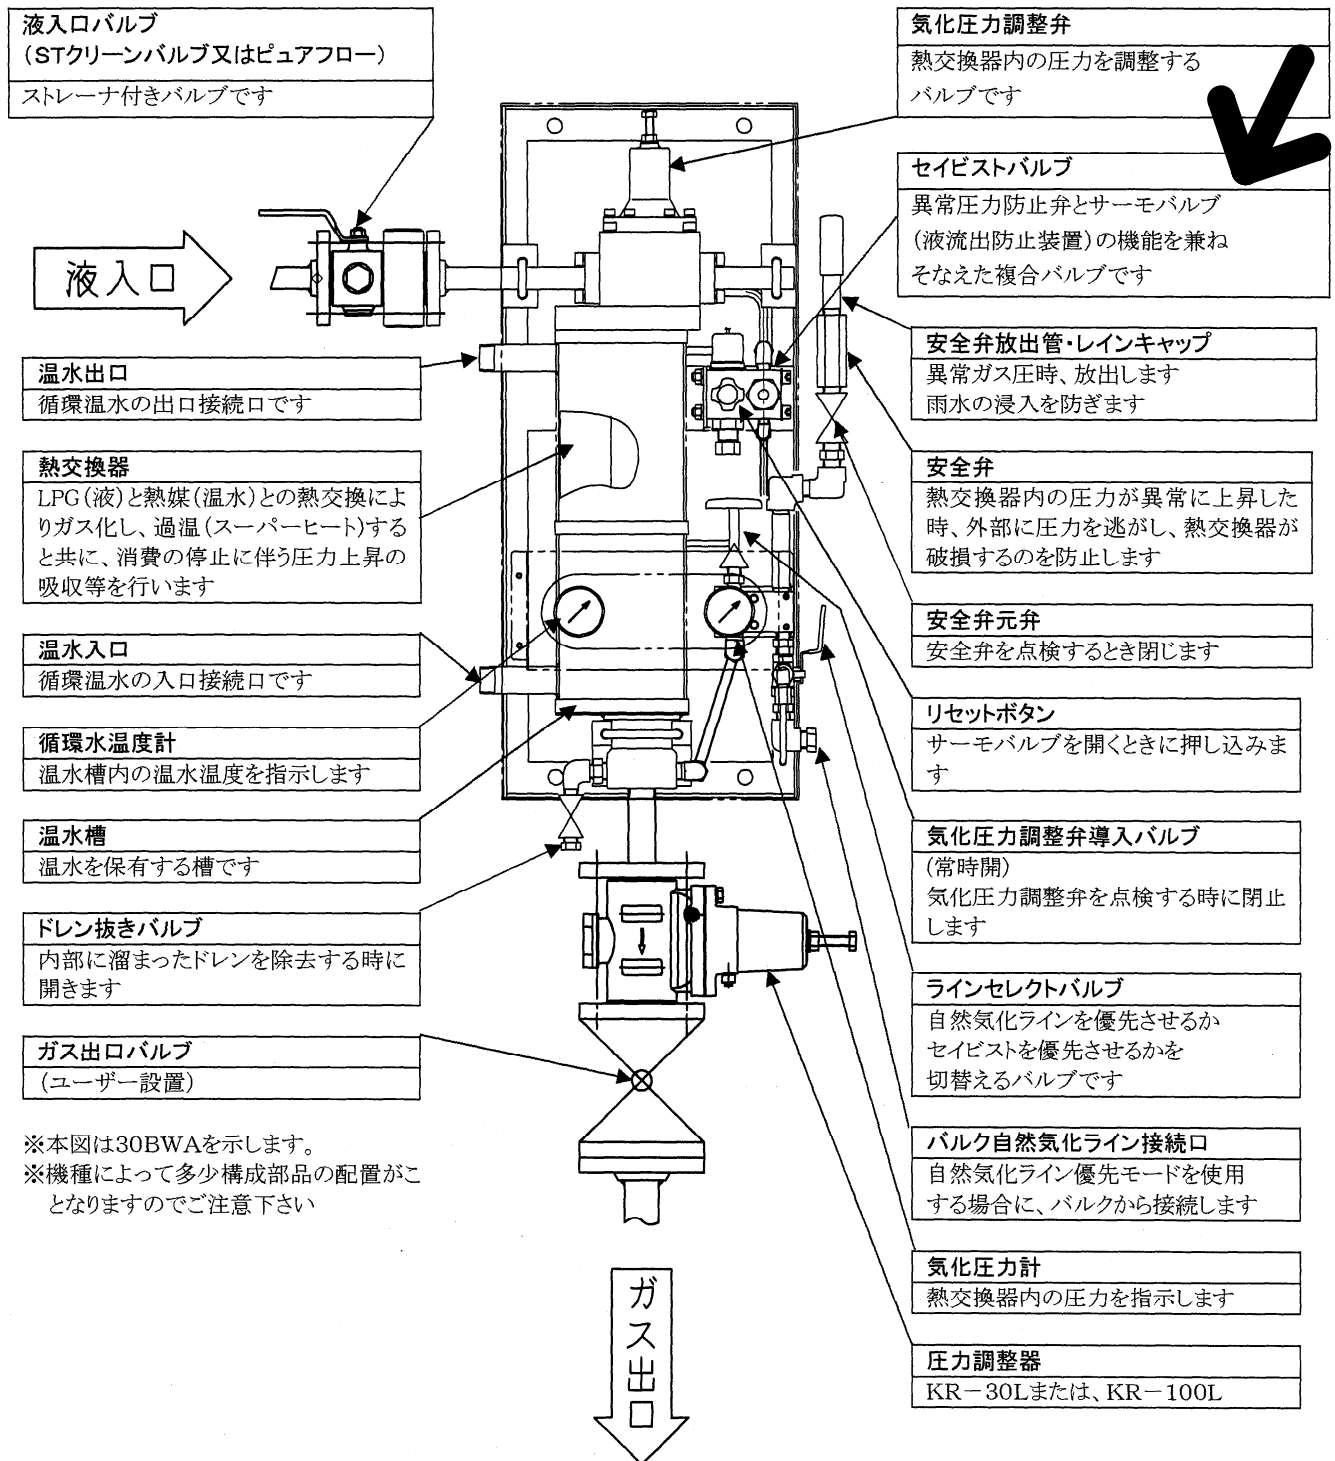 液入口バルブ
(STクリーンバルブ又はピュアフロー)
ストレーナ付きバルブです
液入口
温水出口
循環温水の出口接続口です
熱交換器
LPG(液)と熱媒(温水)との熱交換によ
りガス化し、過温(スーパーヒート)する
と共に、消費の停止に伴う圧力上昇の
吸収等を行います
温水入口
循環温水の入口接続口です
循環水温度計
温水槽内の温水温度を指示します
温水槽
温水を保有する槽です
ドレン抜きバルブ
内部に溜まったドレンを除去する時に
開きます
ガス出口バルブ
(ユーザー設置)
※本図は30BWAを示します。
※機種によって多少構成部品の配置がこ
となりますのでご注意下さい
ガス出口
気化圧力調整弁
熱交換器内の圧力を調整する
バルブです
セイビストバルブ
異常圧力防止弁とサーモバルブ
(液流出防止装置)の機能を兼ね
そなえた複合バルブです
安全弁放出管・レインキャップ
異常ガス圧時、放出します
雨水の浸入を防ぎます
安全弁
熱交換器内の圧力が異常に上昇した
時、外部に圧力を逃がし、熱交換器が
破損するのを防止します
安全弁元弁
安全弁を点検するとき閉じます
リセットボタン
サーモバルブを開くときに押し込みま
す
気化圧力調整弁導入バルブ
(常時開)
気化圧力調整弁を点検する時に閉止
します
ラインセレクトバルブ
自然気化ラインを優先させるか
セイビストを優先させるかを
切替えるバルブです
バルク自然気化ライン接続口
自然気化ライン優先モードを使用
する場合に、バルクから接続します
気化圧力計
熱交換器内の圧力を指示します
圧力調整器
KR－30Lまたは、KR－100L